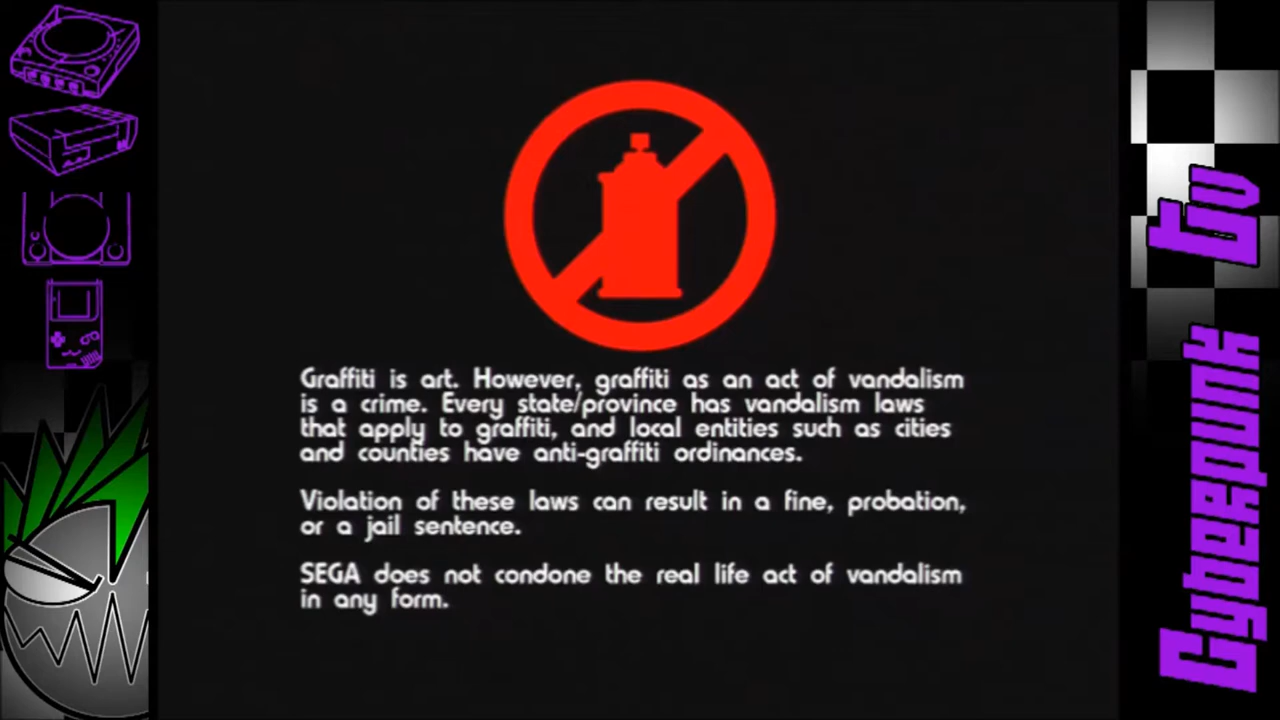 Graffiti is art. However, graffiti as an act of vandalism
is a crime. Every state/province has vandalism laws
that apply to graffiti, and local entities such as cities
and counties have anti-graffiti ordinances.
Violation of these laws can result in a fine, probation,
or a jail sentence.
SEGA does not condone the real life act of vandalism
in any form.
Cyberpunk Tv